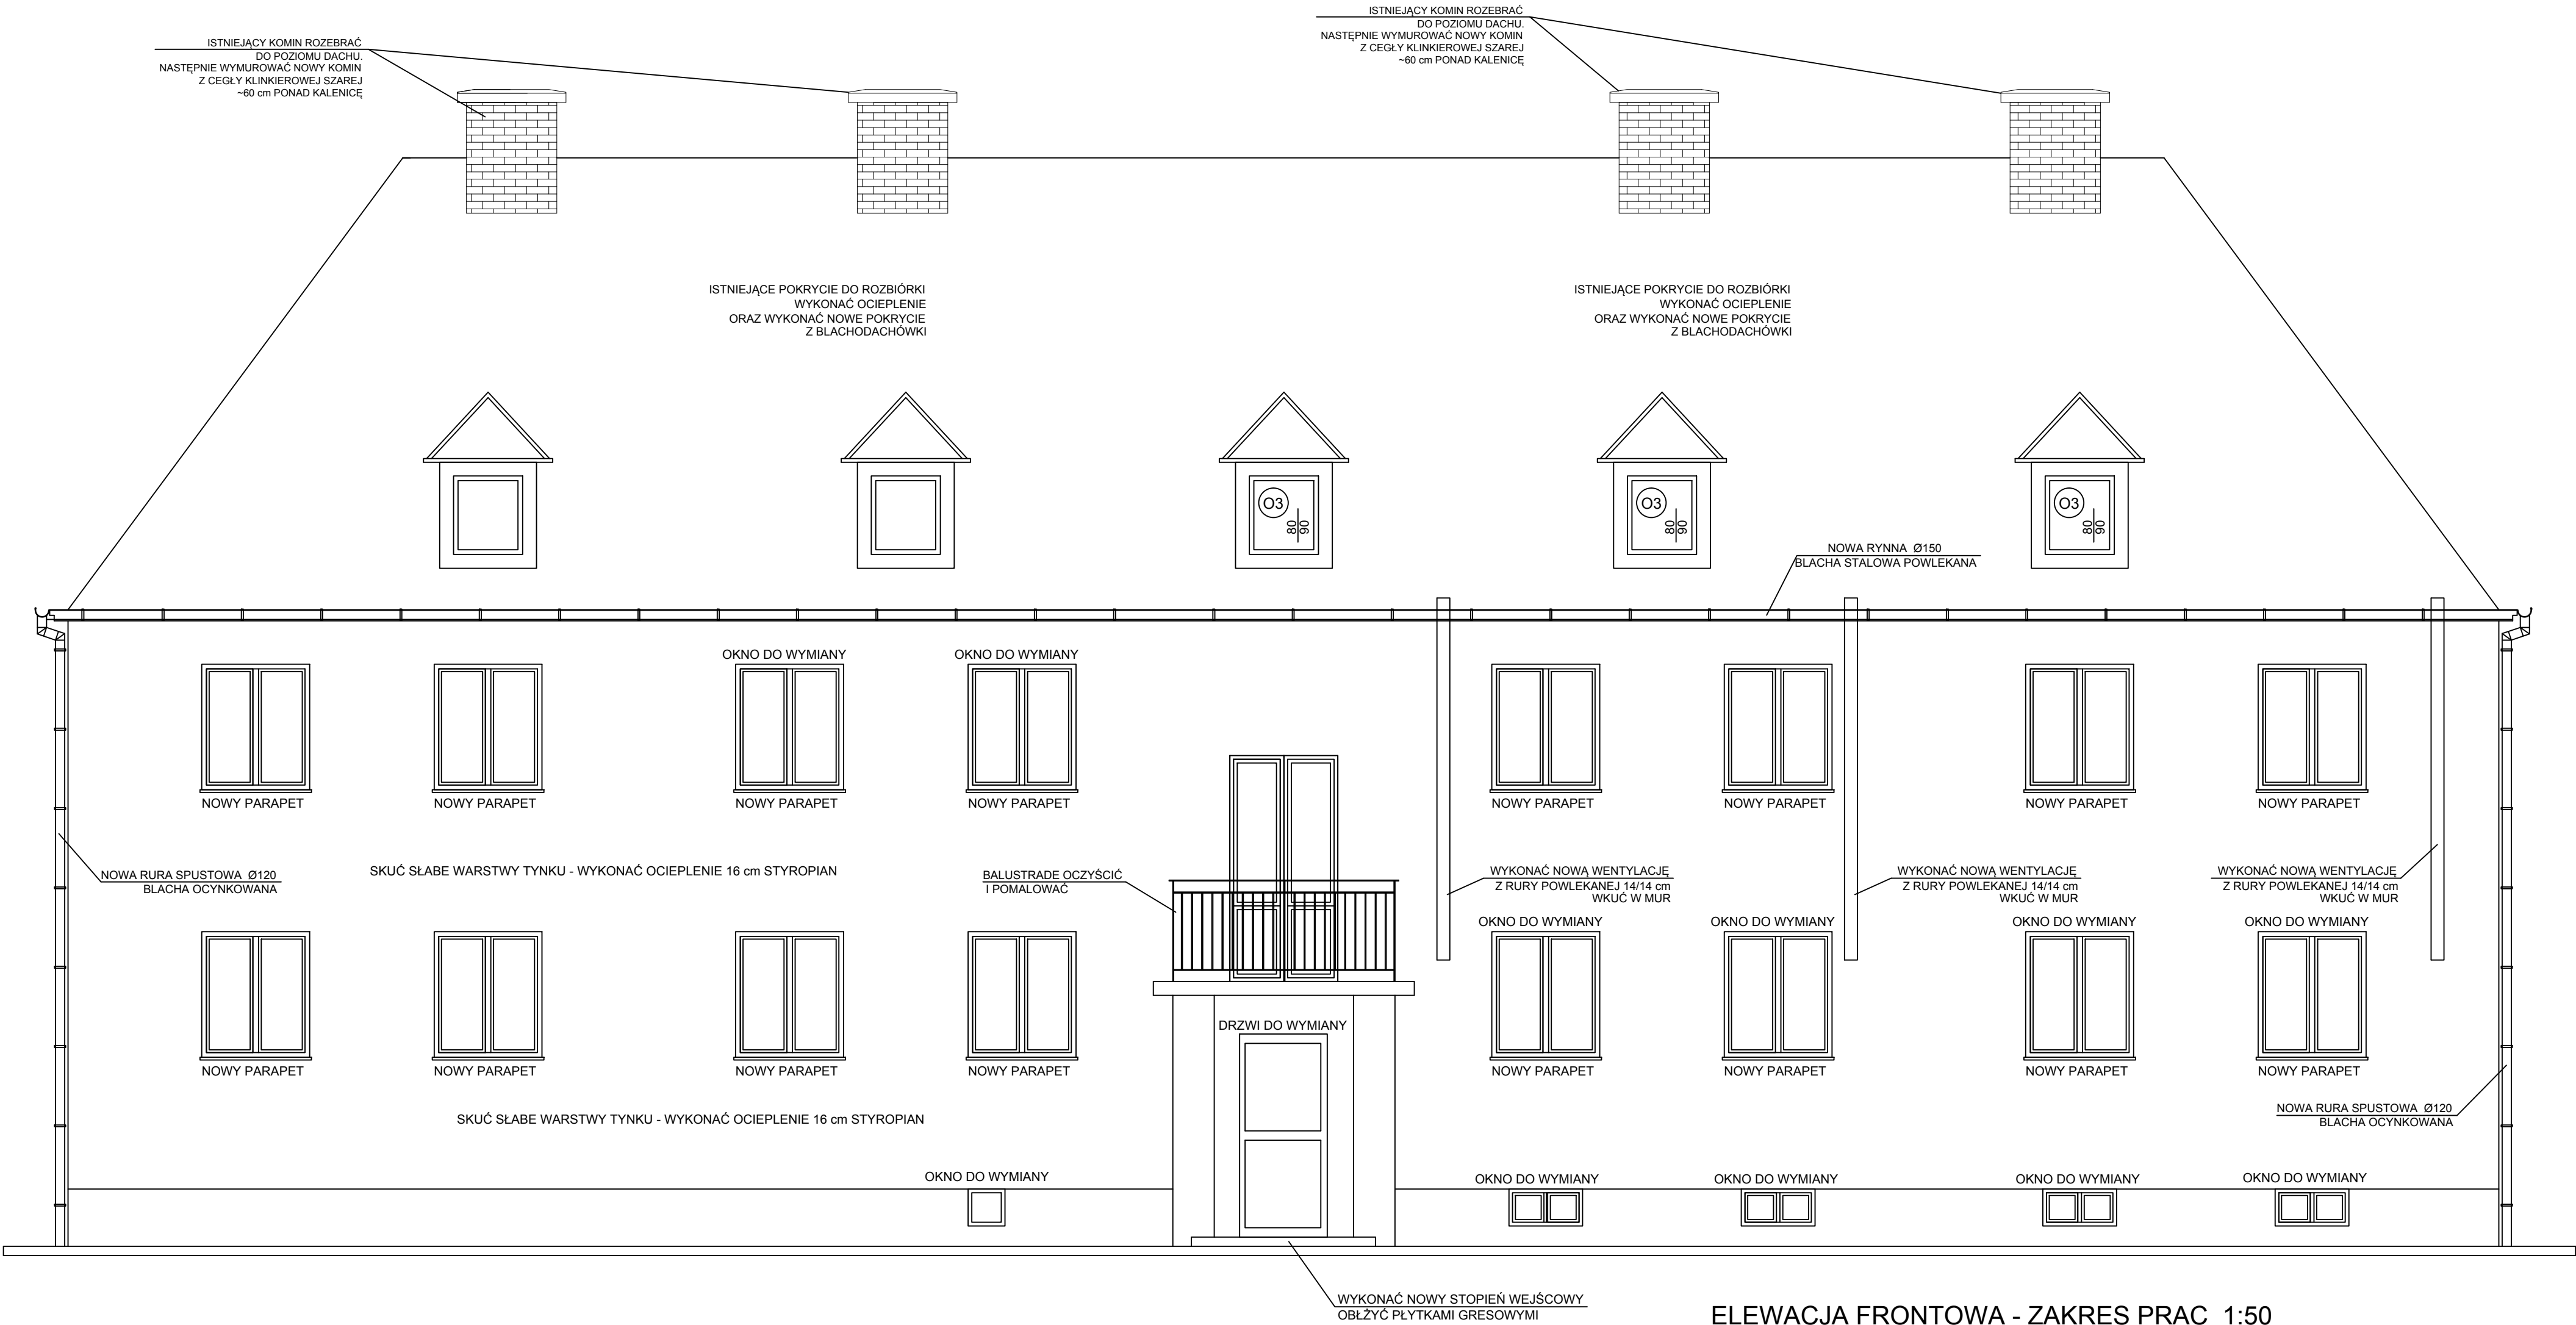 ISTNIEJĄCY KOMIN ROZEBRAĆ
DO POZIOMU DACHU.
NASTĘPNIE WYMUROWAĆ NOWY KOMIN
Z CEGŁY KLINKIEROWEJ SZAREJ
~60 cm PONAD KALENICĘ
ISTNIEJĄCY KOMIN ROZEBRAĆ
DO POZIOMU DACHU.
NASTĘPNIE WYMUROWAĆ NOWY KOMIN
Z CEGŁY KLINKIEROWEJ SZAREJ
~60 cm PONAD KALENICĘ
ISTNIEJĄCE POKRYCIE DO ROZBIÓRKI
WYKONAĆ OCIEPLENIE
ORAZ WYKONAĆ NOWE POKRYCIE
Z BLACHODACHÓWKI
ISTNIEJĄCE POKRYCIE DO ROZBIÓRKI
WYKONAĆ OCIEPLENIE
ORAZ WYKONAĆ NOWE POKRYCIE
Z BLACHODACHÓWKI
O3
80
90
O3
80
90
O3
80
90
NOWA RYNNA Ø150
BLACHA STALOWA POWLEKANA
OKNO DO WYMIANY
OKNO DO WYMIANY
NOWY PARAPET
NOWY PARAPET
NOWY PARAPET
NOWY PARAPET
NOWY PARAPET
NOWY PARAPET
NOWY PARAPET
NOWY PARAPET
NOWA RURA SPUSTOWA Ø120
BLACHA OCYNKOWANA
SKUĆ SŁABE WARSTWY TYNKU - WYKONAĆ OCIEPLENIE 16 cm STYROPIAN
BALUSTRADE OCZYŚCIĆ
I POMALOWAĆ
WYKONAĆ NOWĄ WENTYLACJĘ
Z RURY POWLEKANEJ 14/14 cm
WKUĆ W MUR
WYKONAĆ NOWĄ WENTYLACJĘ
Z RURY POWLEKANEJ 14/14 cm
WKUĆ W MUR
WYKONAĆ NOWĄ WENTYLACJĘ
Z RURY POWLEKANEJ 14/14 cm
WKUĆ W MUR
OKNO DO WYMIANY
OKNO DO WYMIANY
OKNO DO WYMIANY
OKNO DO WYMIANY
DRZWI DO WYMIANY
NOWY PARAPET
NOWY PARAPET
NOWY PARAPET
NOWY PARAPET
NOWY PARAPET
NOWY PARAPET
NOWY PARAPET
NOWY PARAPET
SKUĆ SŁABE WARSTWY TYNKU - WYKONAĆ OCIEPLENIE 16 cm STYROPIAN
NOWA RURA SPUSTOWA Ø120
BLACHA OCYNKOWANA
OKNO DO WYMIANY
OKNO DO WYMIANY
OKNO DO WYMIANY
OKNO DO WYMIANY
OKNO DO WYMIANY
WYKONAĆ NOWY STOPIEŃ WEJŚCOWY
OBŁŻYĆ PŁYTKAMI GRESOWYMI
ELEWACJA FRONTOWA - ZAKRES PRAC 1:50